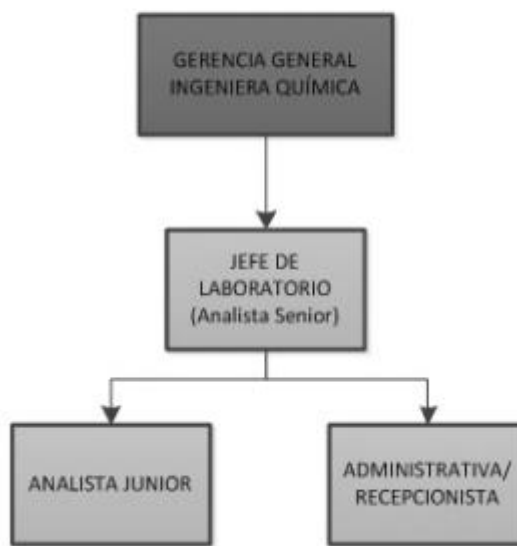 GERENCIA GENERAL
INGENIERA QUÍMICA
JEFE DE
LABORATORIO
(Analista Senior)
ANALISTA JUNIOR
ADMINISTRATIVA/
RECEPCIONISTA